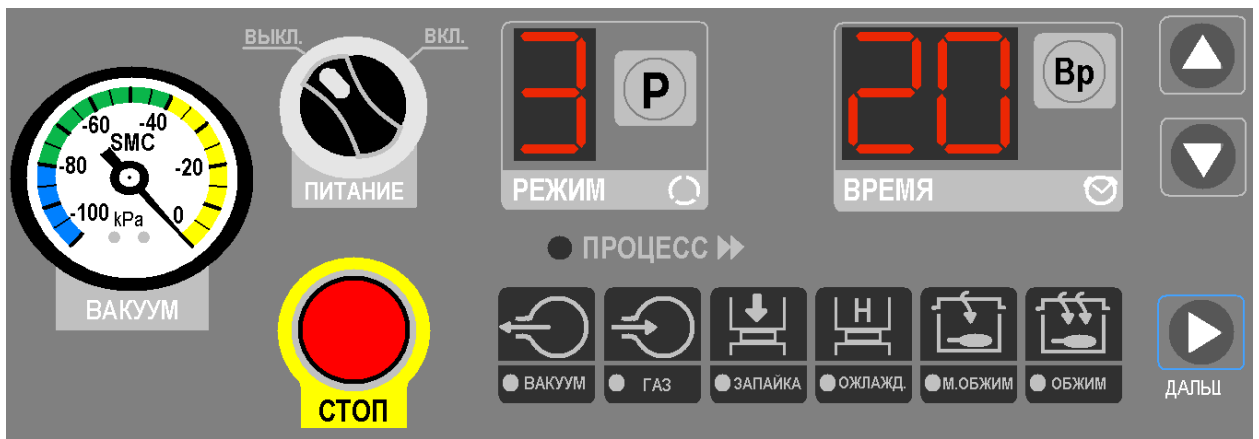 ВЫКЛ.
ВКЛ.
3
P
20
Вр
-60
-40
SMC
-80
-20
-100
kPa
0
ПИТАНИЕ
РЕЖИМ
ВРЕМЯ
ПРОЦЕСС
ВАКУУМ
СТОП
H
ВАКУУМ
ГАЗ
ЗАПАЙКА
ОЖЛАЖД.
М.ОБЖИМ
ОБЖИМ
ДАЛЬШ